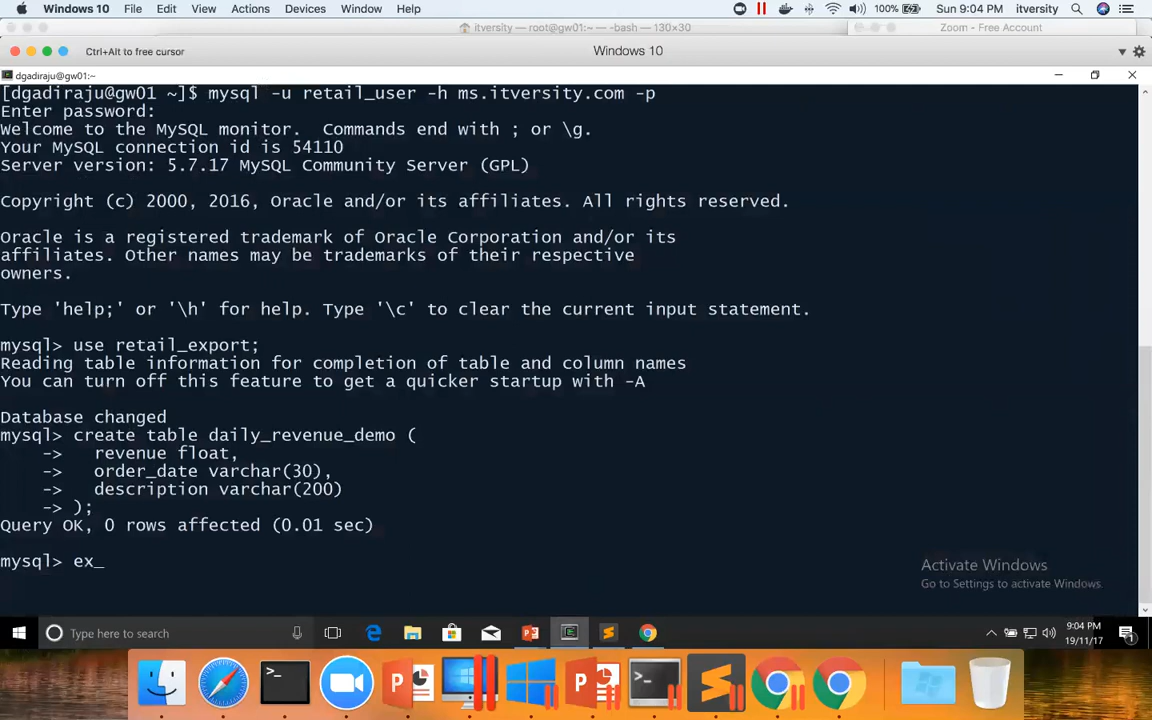 Windows 10 File Edit View Actions Devices Window Help 100% Sun 9:04 PM itversity
itversity — root@gw01:~ — -bash — 130×30 Zoom - Free Account
Ctrl+Alt to free cursor Windows 10
dgadiraju@gw01:~
[dgadiraju@gw01 ~]$ mysql -u retail_user -h ms.itversity.com -p
Enter password:
Welcome to the MySQL monitor.  Commands end with ; or \g.
Your MySQL connection id is 54110
Server version: 5.7.17 MySQL Community Server (GPL)
Copyright (c) 2000, 2016, Oracle and/or its affiliates. All rights reserved.
Oracle is a registered trademark of Oracle Corporation and/or its
affiliates. Other names may be trademarks of their respective
owners.
Type 'help;' or '\h' for help. Type '\c' to clear the current input statement.
mysql> use retail_export;
Reading table information for completion of table and column names
You can turn off this feature to get a quicker startup with -A
Database changed
mysql> create table daily_revenue_demo (
    ->   revenue float,
    ->   order_date varchar(30),
    ->   description varchar(200)
    -> );
Query OK, 0 rows affected (0.01 sec)
mysql> ex_
Activate Windows
Go to Settings to activate Windows.
Type here to search
9:04 PM
19/11/17
1